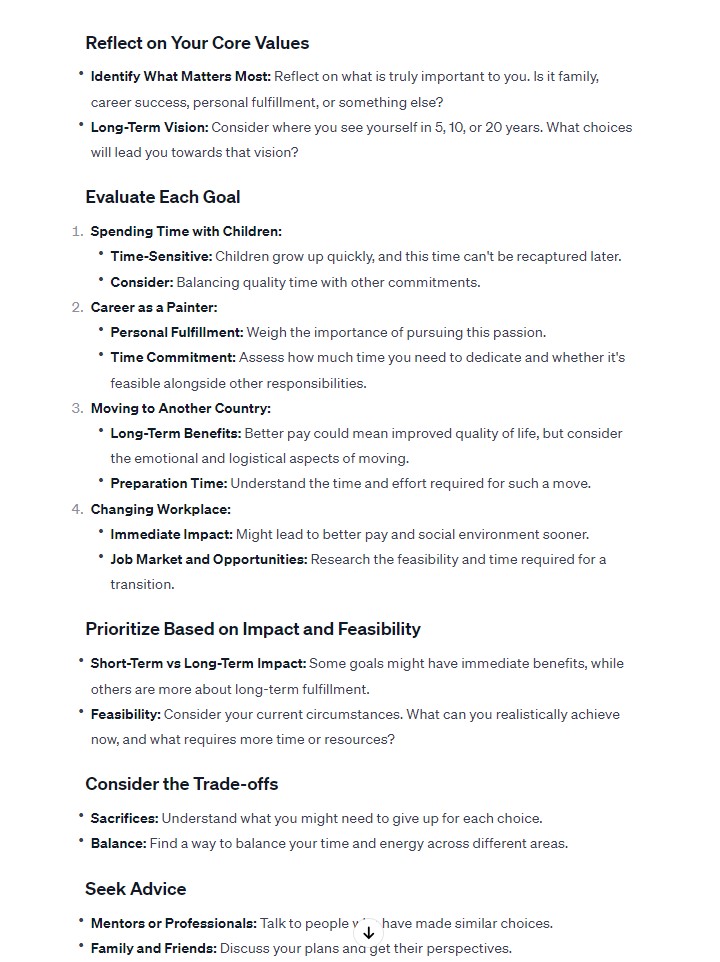 Reflect on Your Core Values
• Identify What Matters Most: Reflect on what is truly important to you. Is it family,
career success, personal fulfillment, or something else?
• Long-Term Vision: Consider where you see yourself in 5, 10, or 20 years. What choices
will lead you towards that vision?
Evaluate Each Goal
1. Spending Time with Children:
• Time-Sensitive: Children grow up quickly, and this time can't be recaptured later.
• Consider: Balancing quality time with other commitments.
2. Career as a Painter:
• Personal Fulfillment: Weigh the importance of pursuing this passion.
• Time Commitment: Assess how much time you need to dedicate and whether it's
feasible alongside other responsibilities.
3. Moving to Another Country:
• Long-Term Benefits: Better pay could mean improved quality of life, but consider
the emotional and logistical aspects of moving.
• Preparation Time: Understand the time and effort required for such a move.
4. Changing Workplace:
• Immediate Impact: Might lead to better pay and social environment sooner.
• Job Market and Opportunities: Research the feasibility and time required for a
transition.
Prioritize Based on Impact and Feasibility
• Short-Term vs Long-Term Impact: Some goals might have immediate benefits, while
others are more about long-term fulfillment.
• Feasibility: Consider your current circumstances. What can you realistically achieve
now, and what requires more time or resources?
Consider the Trade-offs
• Sacrifices: Understand what you might need to give up for each choice.
• Balance: Find a way to balance your time and energy across different areas.
Seek Advice
• Mentors or Professionals: Talk to people have made similar choices.
• Family and Friends: Discuss your plans and get their perspectives.